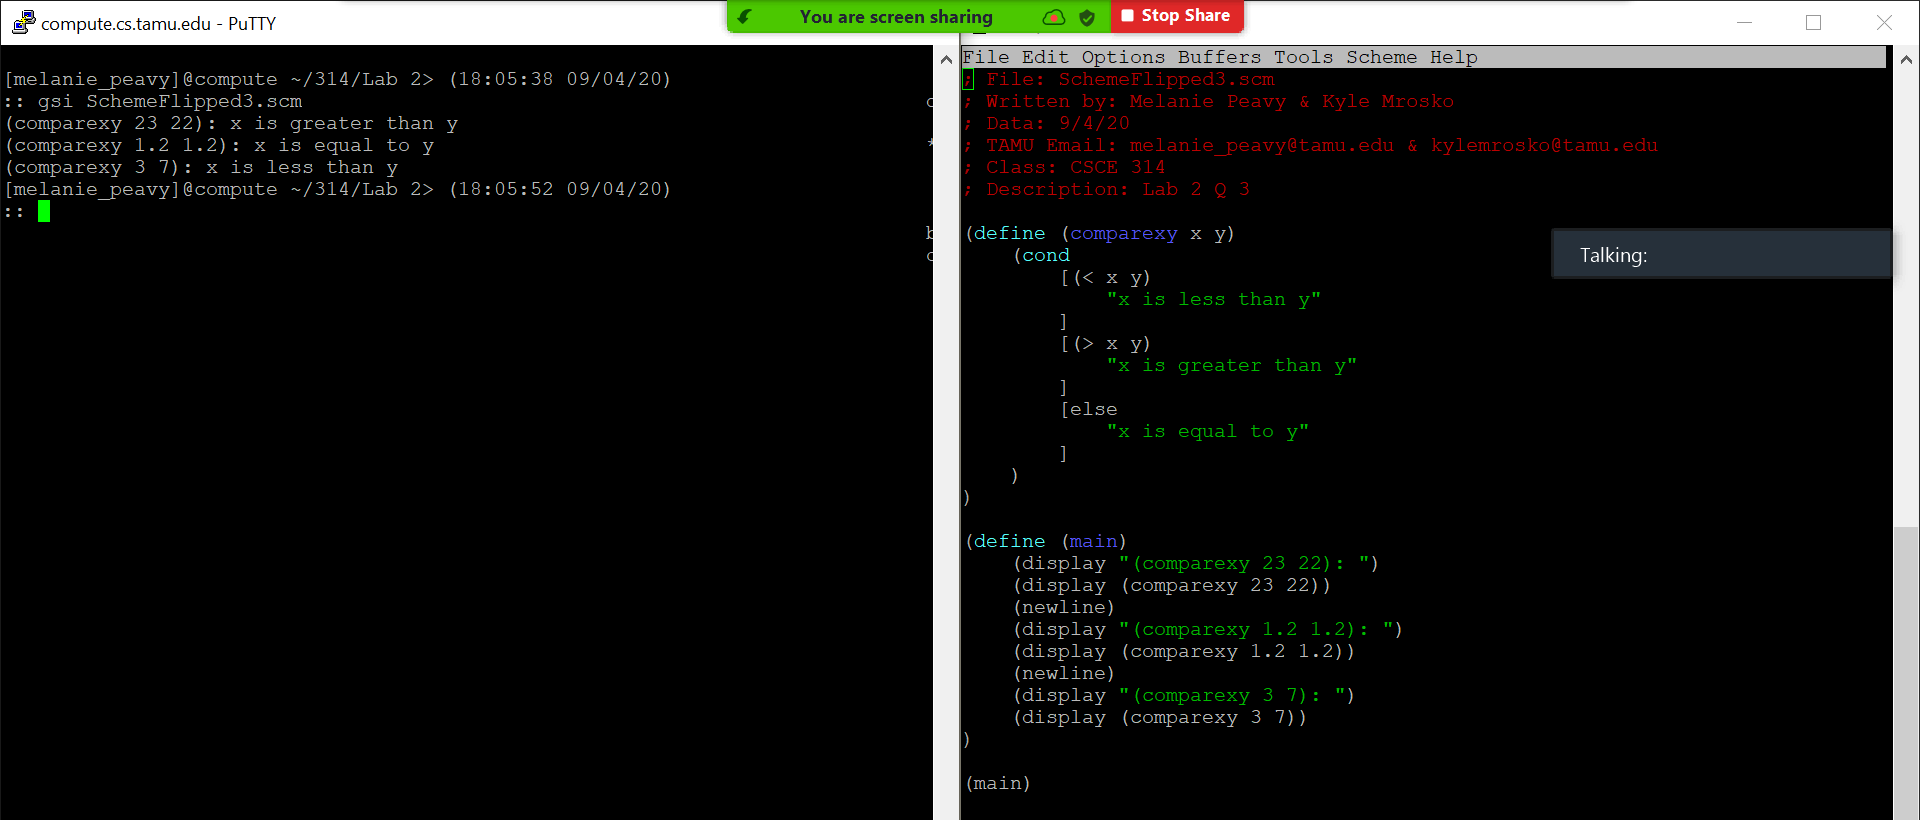 compute.cs.tamu.edu - PuTTY
You are screen sharing
Stop Share
[melanie_peavy]@compute ~/314/Lab 2> (18:05:38 09/04/20)
:: gsi SchemeFlipped3.scm
(comparexy 23 22): x is greater than y
(comparexy 1.2 1.2): x is equal to y
(comparexy 3 7): x is less than y
[melanie_peavy]@compute ~/314/Lab 2> (18:05:52 09/04/20)
::
File Edit Options Buffers Tools Scheme Help
; File: SchemeFlipped3.scm
; Written by: Melanie Peavy & Kyle Mrosko
; Data: 9/4/20
; TAMU Email: melanie_peavy@tamu.edu & kylemrosko@tamu.edu
; Class: CSCE 314
; Description: Lab 2 Q 3
(define (comparexy x y)
(cond
[(< x y)
"x is less than y"
]
[(> x y)
"x is greater than y"
]
[else
"x is equal to y"
]
)
)
(define (main)
(display "(comparexy 23 22): ")
(display (comparexy 23 22))
(newline)
(display "(comparexy 1.2 1.2): ")
(display (comparexy 1.2 1.2))
(newline)
(display "(comparexy 3 7): ")
(display (comparexy 3 7))
)
(main)
Talking: